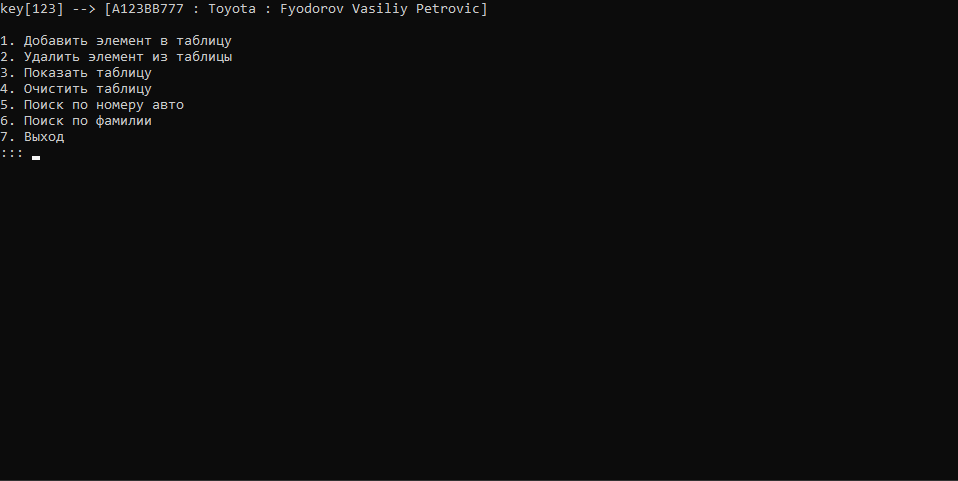 key[123] --> [A123BB777 : Toyota : Fyodorov Vasiliy Petrovic]
1. Добавить элемент в таблицу
2. Удалить элемент из таблицы
3. Показать таблицу
4. Очистить таблицу
5. Поиск по номеру авто
6. Поиск по фамилии
7. Выход
:::